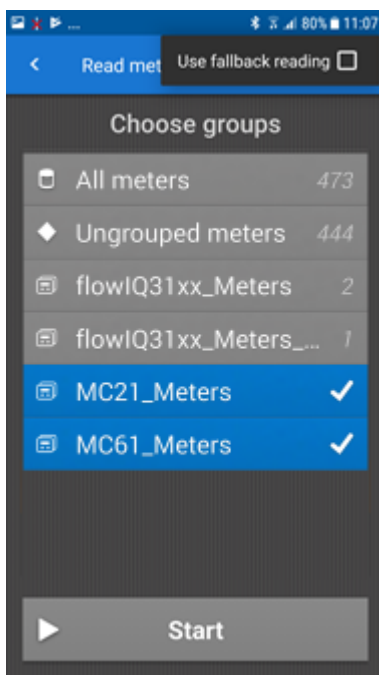 ... 80% 11:07
Read met Use fallback reading
Choose groups
All meters 473
Ungrouped meters 444
flowIQ31xx_Meters 2
flowIQ31xx_Meters_... 1
MC21_Meters
MC61_Meters
Start